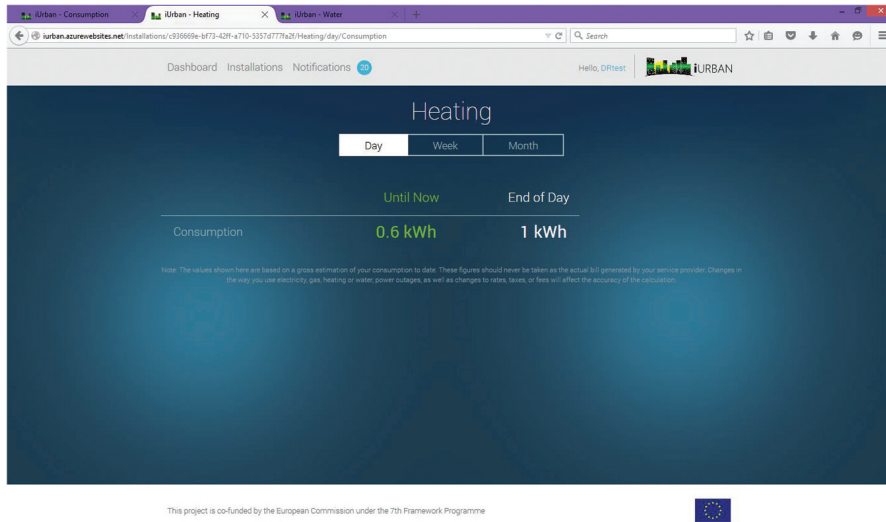 iUrban - Consumption
iUrban - Heating
iUrban - Water
iurban.azurewebsites.net/Installations/c936669e-bf73-42ff-a710-5357d777fa2f/Heating/day/Consumption
Search
Dashboard Installations Notifications 20
Hello, DRtest
iURBAN
Heating
Day Week Month
Until Now End of Day
Consumption 0.6 kWh 1 kWh
Note: The values shown here are based on a gross estimation of your consumption to date. These figures should never be taken as the actual bill generated by your service provider. Changes in
the way you use electricity, gas, heating or water, power outages, as well as changes to rates, taxes, or fees will affect the accuracy of the calculation.
This project is co-funded by the European Commission under the 7th Framework Programme